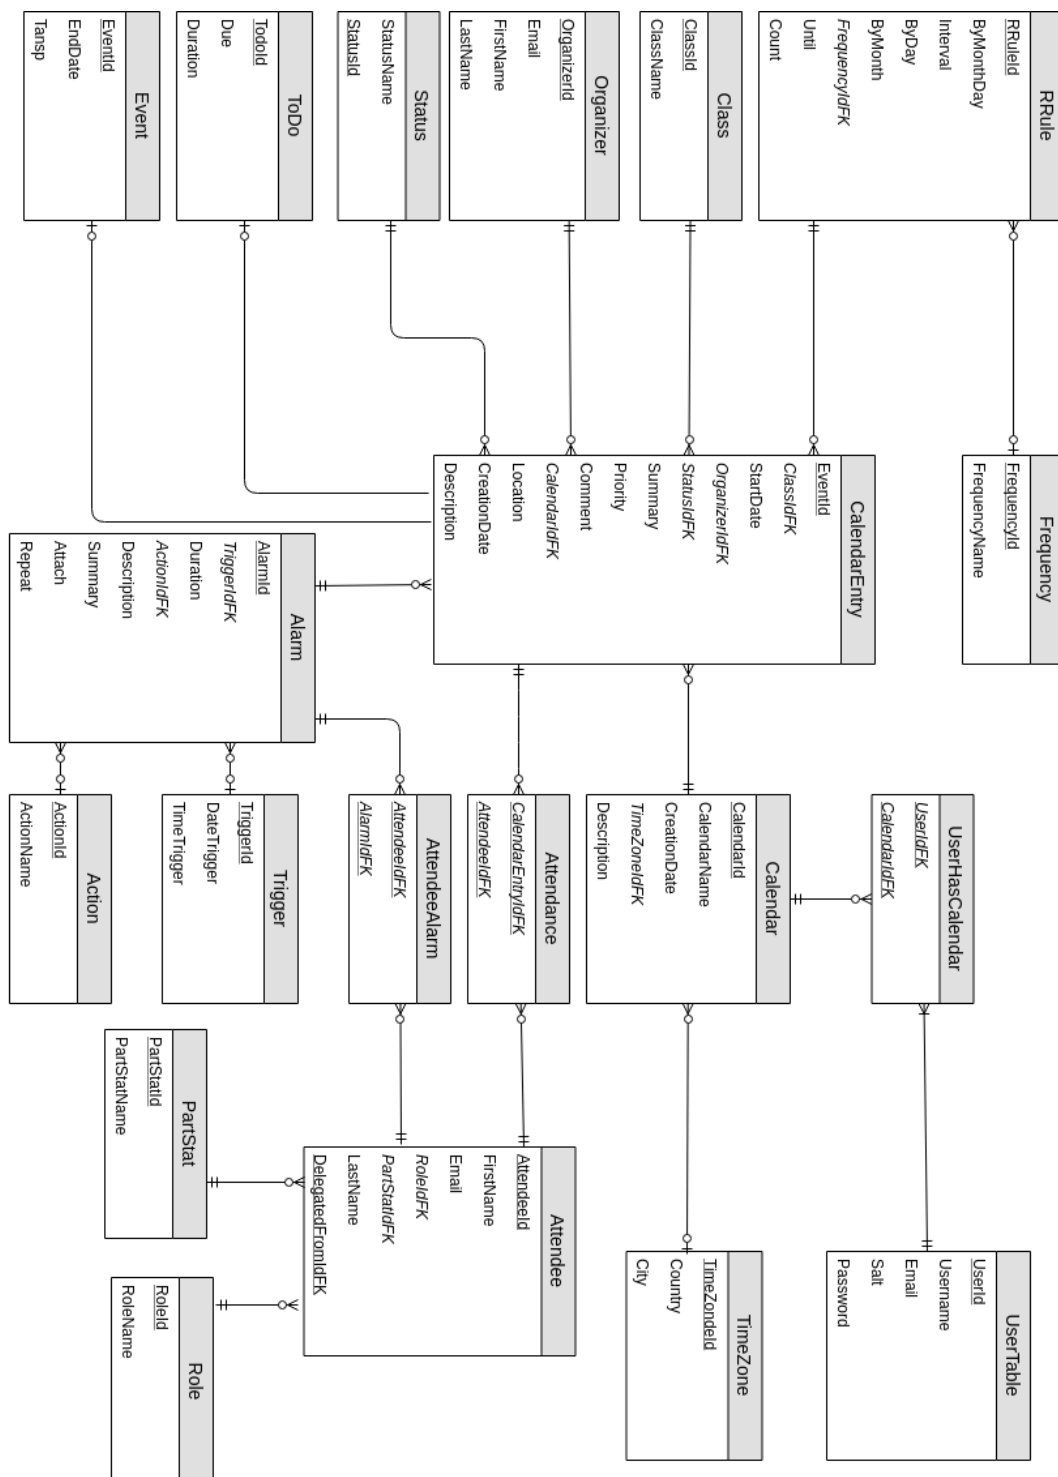 RRule
RRuleId
ByMonthDay
Interval
ByDay
ByMonth
FrequencyIdFK
Until
Count
Class
ClassId
ClassName
Organizer
OrganizerId
Email
FirstName
LastName
Status
StatusName
StatusId
ToDo
TodoId
Due
Duration
Event
EventId
EndDate
Tansp
Frequency
FrequencyId
FrequencyName
CalendarEntry
EventId
ClassIdFK
StartDate
OrganizerIdFK
StatusIdFK
Summary
Priority
Comment
CalendarIdFK
Location
CreationDate
Description
Alarm
AlarmId
TriggerIdFK
Duration
ActionIdFK
Description
Summary
Attach
Repeat
UserHasCalendar
UserIdFK
CalendarIdFK
Calendar
CalendarId
CalendarName
CreationDate
TimeZoneIdFK
Description
Attendance
CalendarEntryIdFK
AttendeeIdFK
AttendeeAlarm
AttendeeIdFK
AlarmIdFK
Trigger
TriggerId
DateTrigger
TimeTrigger
Action
ActionId
ActionName
UserTable
UserId
Username
Email
Salt
Password
TimeZone
TimeZondeId
Country
City
Attendee
AttendeeId
FirstName
Email
RoleIdFK
PartStatIdFK
LastName
DelegatedFromIdFK
PartStat
PartStatId
PartStatName
Role
RoleId
RoleName